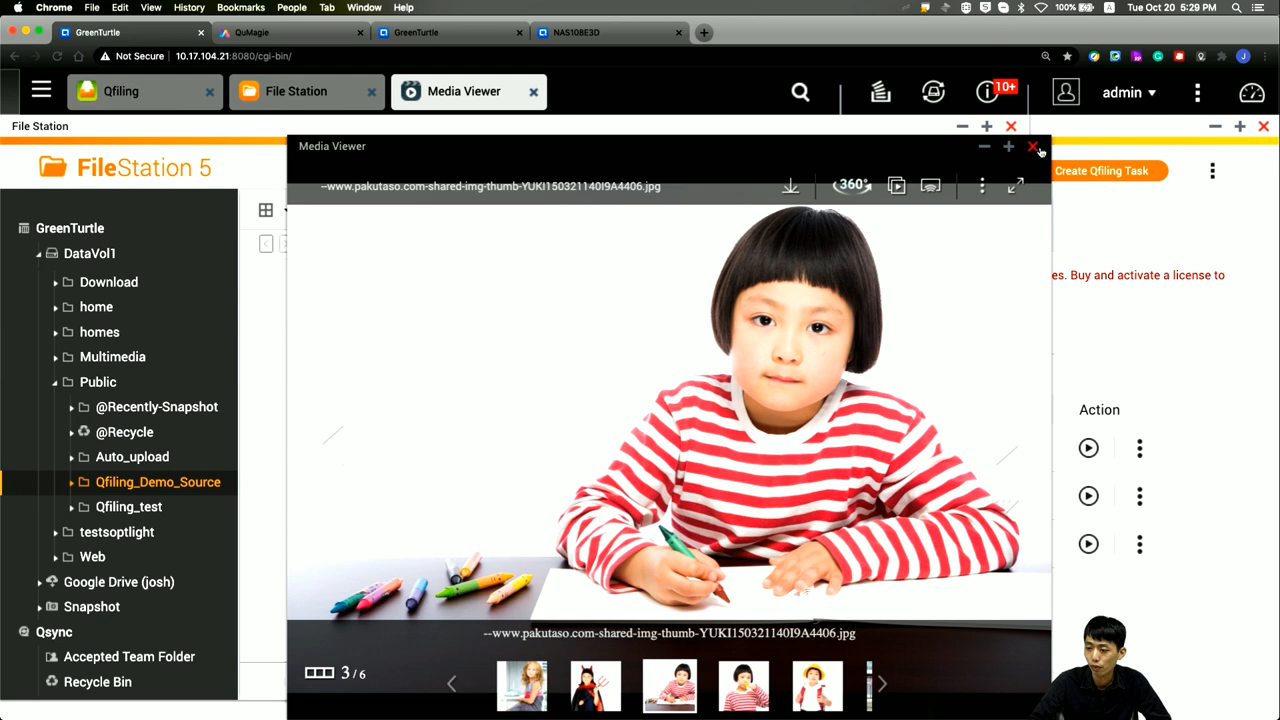 Chrome File Edit View History Bookmarks People Tab Window Help 100% Tue Oct 20 5:29 PM
GreenTurtle QuMagie GreenTurtle NAS108E3D
Not Secure 10.17.104.21:8080/cgi-bin/
Qfiling File Station Media Viewer 10+ admin
File Station
Media Viewer
FileStation 5
--www.pakutaso.com-shared-img-thumb-YUKI150321140I9A4406.jpg 360°
Create Qfiling Task
GreenTurtle
DataVol1
Download
es. Buy and activate a license to
home
homes
Multimedia
Public
@Recently-Snapshot
Action
@Recycle
Auto_upload
Qfiling_Demo_Source
Qfiling_test
testsoptlight
Web
Google Drive (josh)
Snapshot
Qsync
--www.pakutaso.com-shared-img-thumb-YUKI150321140I9A4406.jpg
Accepted Team Folder
3/6
Recycle Bin